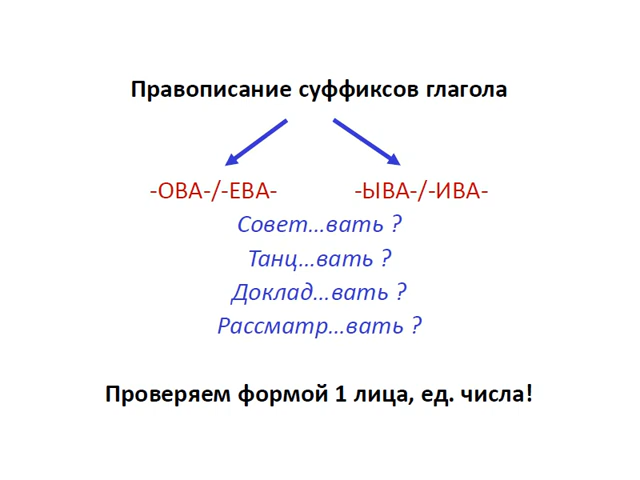 Правописание суффиксов глагола
-ОВА-/-ЕВА- -ЫВА-/-ИВА-
Совет...вать ?
Танц...вать ?
Доклад...вать ?
Рассматр...вать ?
Проверяем формой 1 лица, ед. числа!